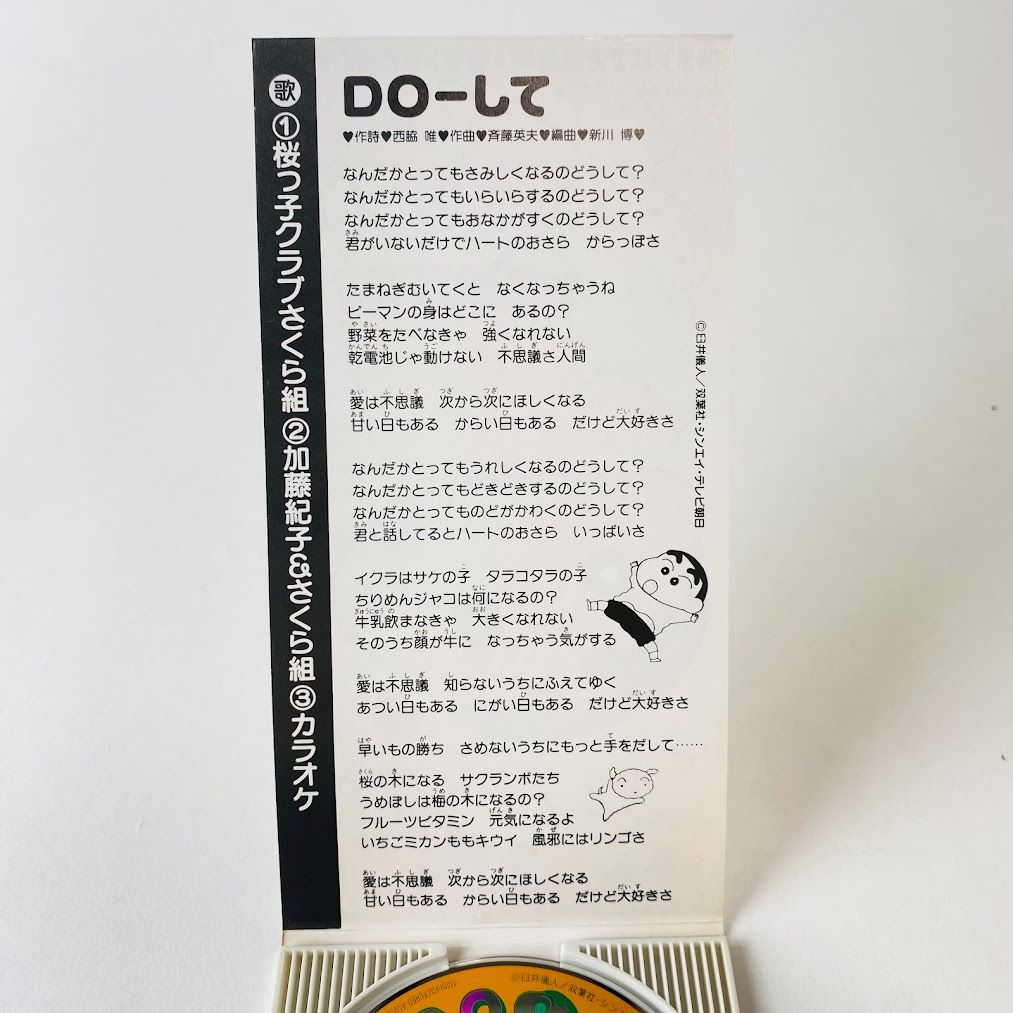 歌①桜っ子クラブさくら組②加藤紀子&さくら組③カラオケ
DOーして
♥作詩♥西脇 唯♥作曲♥斉藤英夫♥編曲♥新川 博♥
なんだかとってもさみしくなるのどうして?
なんだかとってもいらいらするのどうして?
なんだかとってもおなかがすくのどうして?
君がいないだけでハートのおさら からっぽさ
たまねぎむいてくと なくなっちゃうね
ピーマンの身はどこに あるの?
野菜をたべなきゃ 強くなれない
乾電池じゃ動けない 不思議さ人間
愛は不思議 次から次にほしくなる
甘い日もある からい日もある だけど大好きさ
なんだかとってもうれしくなるのどうして?
なんだかとってもどきどきするのどうして?
なんだかとってものどがかわくのどうして?
君と話してるとハートのおさら いっぱいさ
イクラはサケの子 タラコタラの子
ちりめんジャコは何になるの?
牛乳飲まなきゃ 大きくなれない
そのうち顔が牛に なっちゃう気がする
愛は不思議 知らないうちにふえてゆく
あつい日もある にがい日もある だけど大好きさ
早いもの勝ち さめないうちにもっと手をだして……
桜の木になる サクランボたち
うめぼしは梅の木になるの?
フルーツビタミン 元気になるよ
いちごミカンももキウイ 風邪にはリンゴさ
愛は不思議 次から次にほしくなる
甘い日もある からい日もある だけど大好きさ
©臼井儀人/双葉社・シンエイ・テレビ朝日
©臼井儀人/双葉社・シン